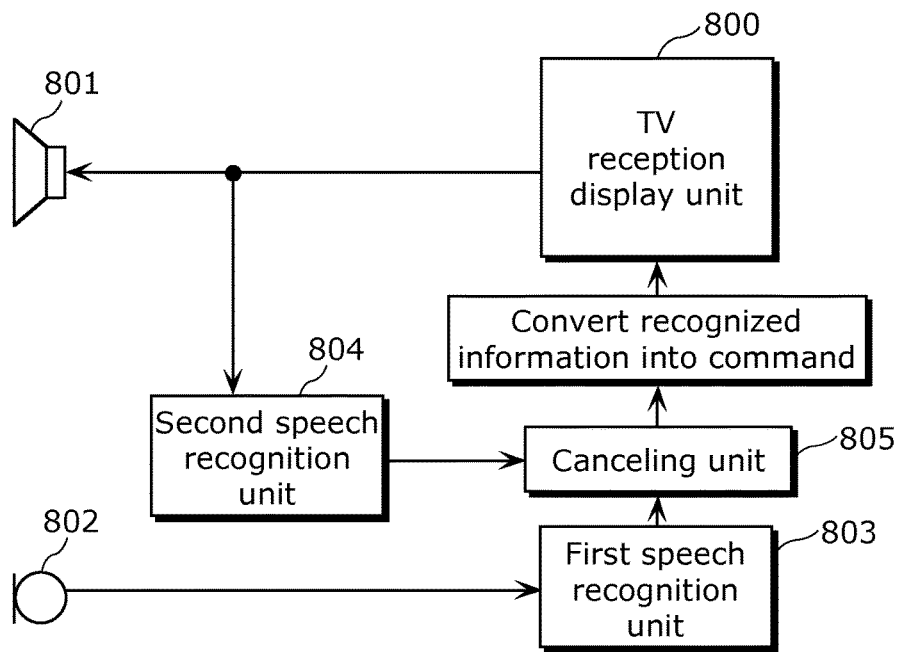 800
801
TV
reception
display unit
Convert recognized
information into command
804
Second speech
recognition
unit
805
Canceling unit
802
803
First speech
recognition
unit